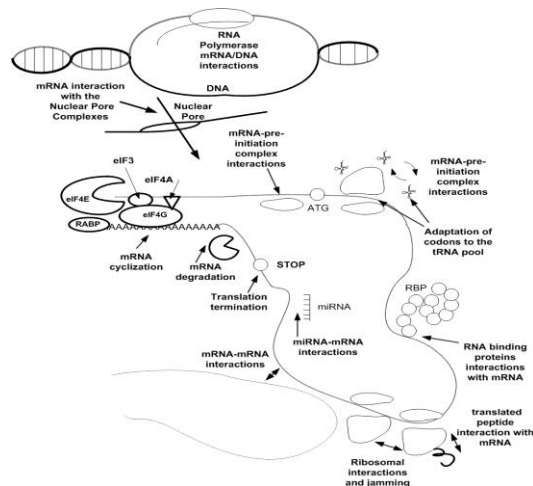 RNA
Polymerase
mRNA/DNA
interactions
DNA
mRNA interaction
with the
Nuclear Pore
Complexes
Nuclear
Pore
mRNA-pre-
initiation
complex
interactions
mRNA-pre-
initiation
complex
interactions
eIF3
eIF4A
eIF4E
eIF4G
RABP
AAAAAAAAAAAAAAAAA
ATG
Adaptation of
codons to the
tRNA pool
mRNA
cyclization
mRNA
degradation
STOP
Translation
termination
miRNA
miRNA-mRNA
interactions
RBP
RNA binding
proteins
interactions
with mRNA
mRNA-mRNA
interactions
translated
peptide
interaction with
mRNA
Ribosomal
interactions
and jamming